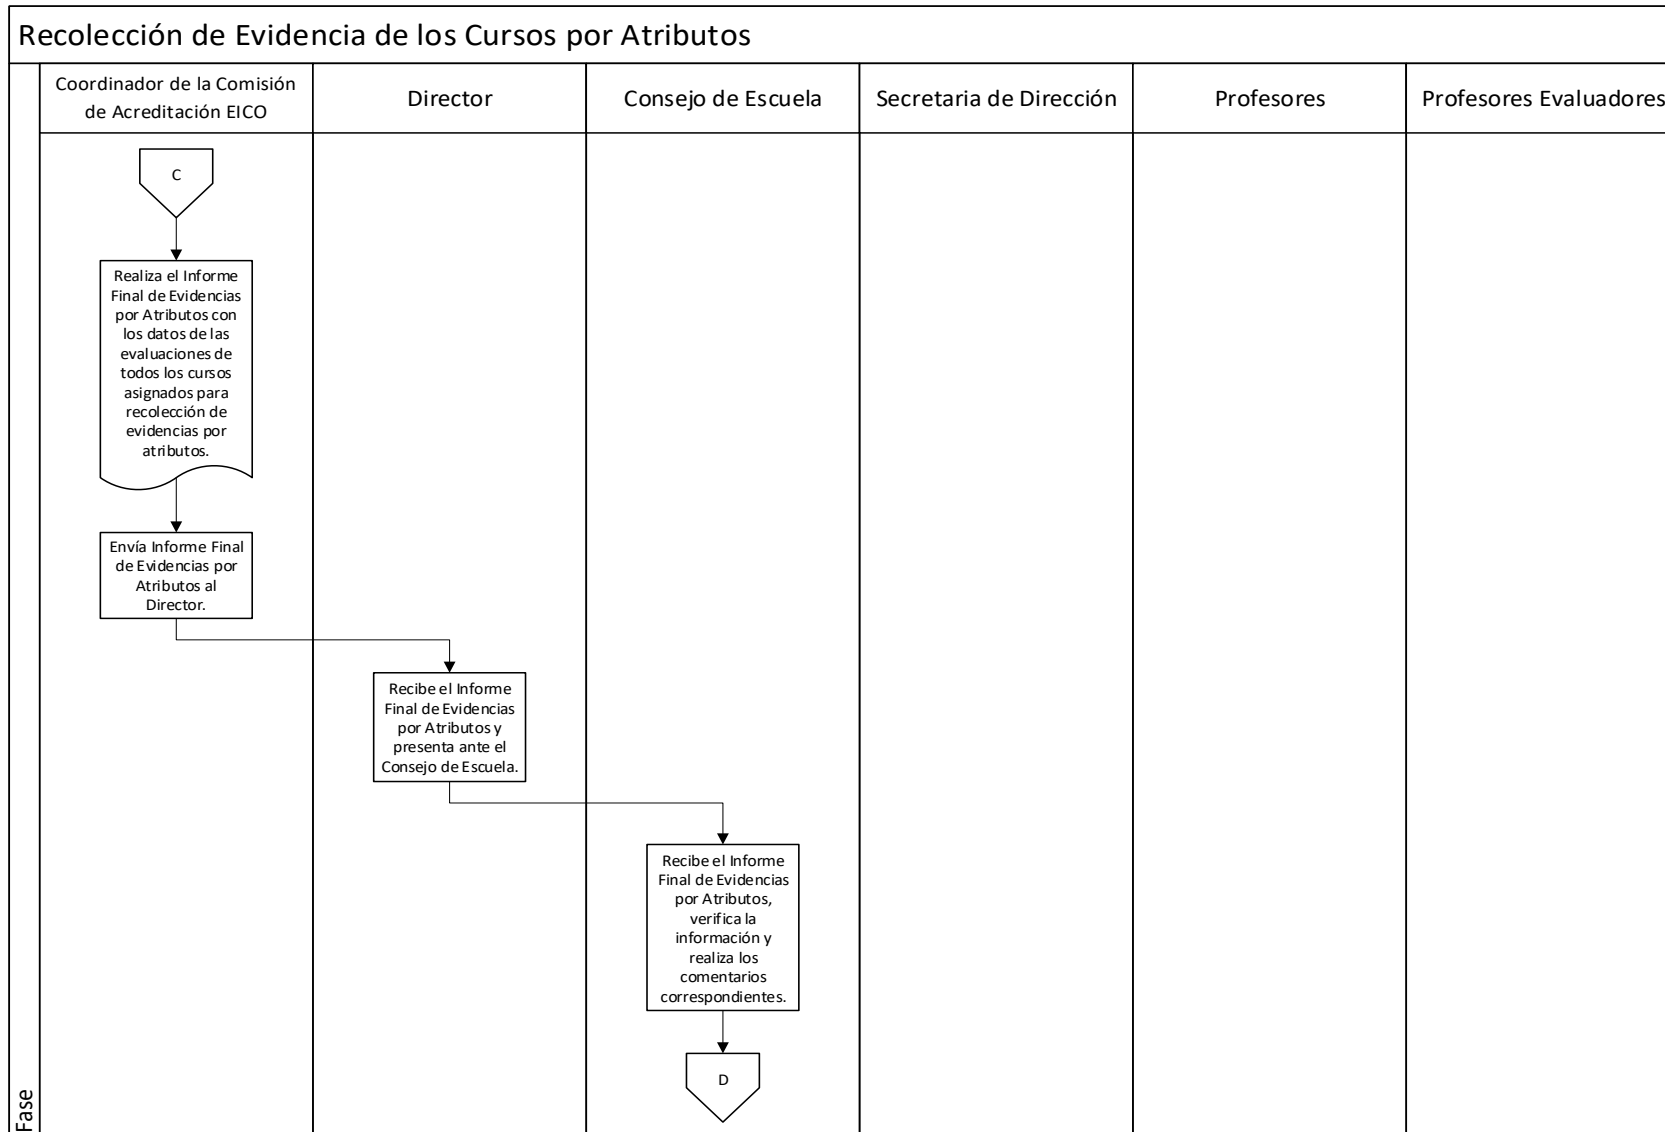 Recolección de Evidencia de los Cursos por Atributos
Coordinador de la Comisión
de Acreditación EICO
Director
Consejo de Escuela
Secretaria de Dirección
Profesores
Profesores Evaluadores
C
Realiza el Informe
Final de Evidencias
por Atributos con
los datos de las
evaluaciones de
todos los cursos
asignados para
recolección de
evidencias por
atributos.
Envía Informe Final
de Evidencias por
Atributos al
Director.
Recibe el Informe
Final de Evidencias
por Atributos y
presenta ante el
Consejo de Escuela.
Recibe el Informe
Final de Evidencias
por Atributos,
verifica la
información y
realiza los
comentarios
correspondientes.
D
Fase